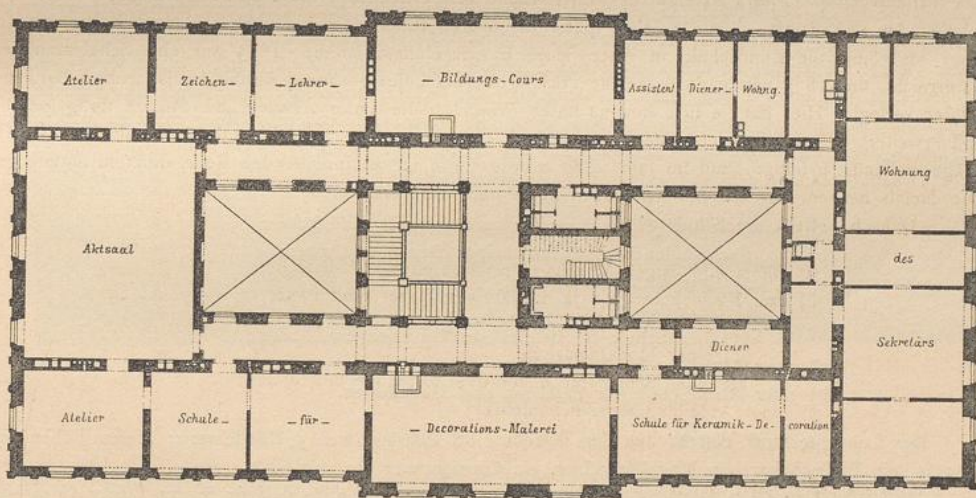 Atelier
Zeichen-
-Lehrer
- Bildungs-Cours
Assistent
Diener-
Wohng.
Wohnung
Aktsaal
des
Diener
Sekretärs
Atelier
Schule-
-für-
- Decorations-Malerei
Schule für Keramik-De-
coration